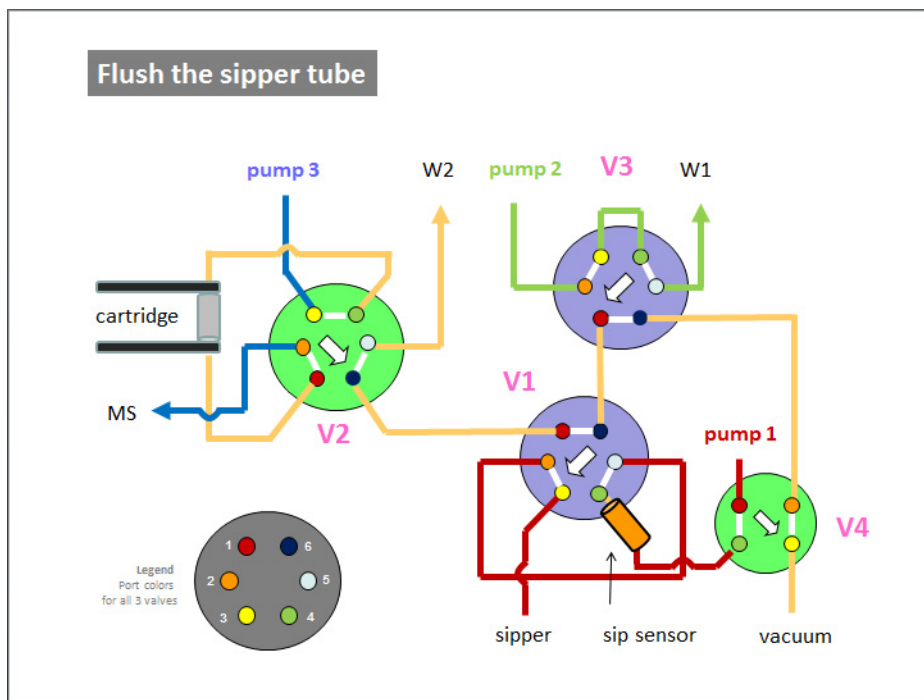 Flush the sipper tube
pump 3
W2
pump 2
V3
W1
cartridge
MS
V2
V1
pump 1
V4
1
6
2
5
3
4
Legend
Port colors
for all 3 valves
sipper
sip sensor
vacuum